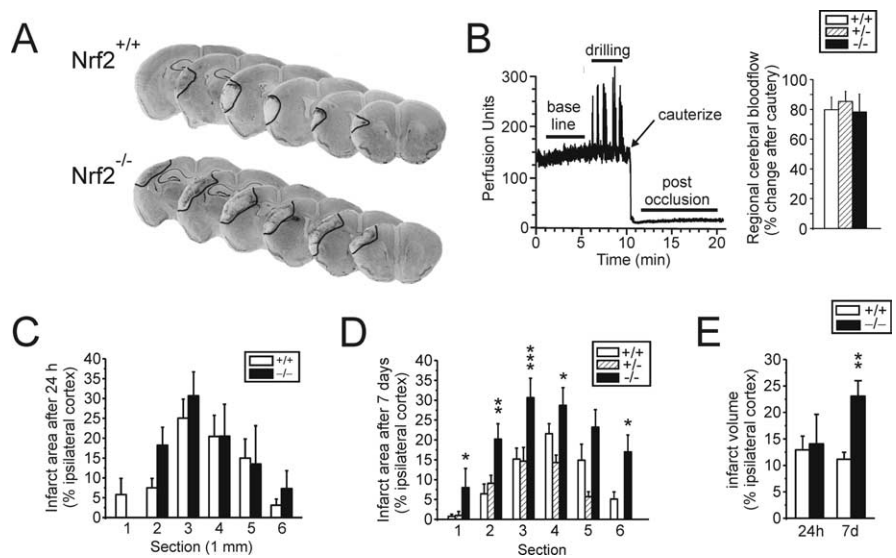 A
Nrf2+/+
Nrf2-/-
B
drilling
base
line
cauterize
post
occlusion
Perfusion Units
300
200
100
0
0 5 10 15 20
Time (min)
+/+
+/-
-/-
Regional cerebral bloodflow
(% change after cautery)
100
80
60
40
20
0
C
+/+
−/−
Infarct area after 24 h
(% ipsilateral cortex)
40
35
30
25
20
15
10
5
0
1 2 3 4 5 6
Section (1 mm)
D
+/+
+/-
-/-
Infarct area after 7 days
(% ipsilateral cortex)
40
35
30
25
20
15
10
5
0
*
**
***
*
*
1 2 3 4 5 6
Section
E
+/+
−/−
infarct volume
(% ipsilateral cortex)
30
25
20
15
10
5
0
**
24h 7d